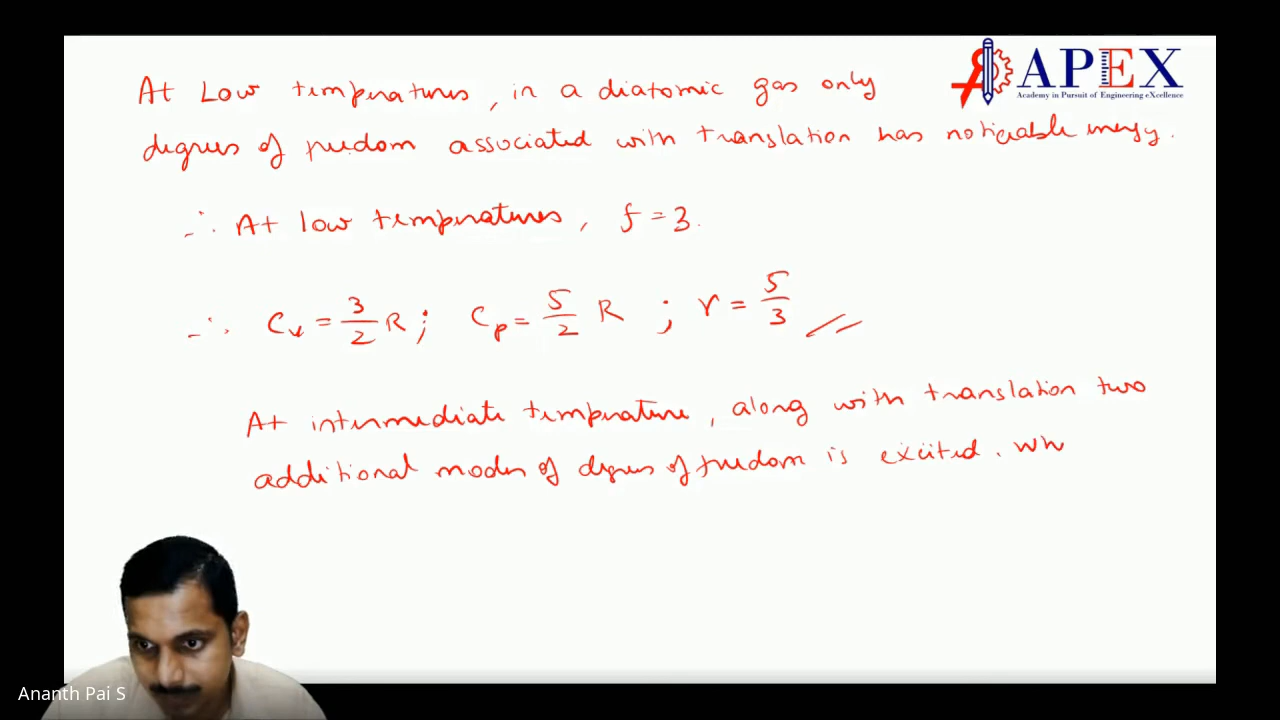 At Low temperatures, in a diatomic gas only
degrees of freedom associated with translation has noticeable energy.
∴ At low temperatures, f = 3.
∴ Cv = 3/2 R; Cp = 5/2 R ; γ = 5/3 //
At intermediate temperature, along with translation two
additional modes of degrees of freedom is excited. Wh
APEX
Academy in Pursuit of Engineering eXcellence
Ananth Pai S